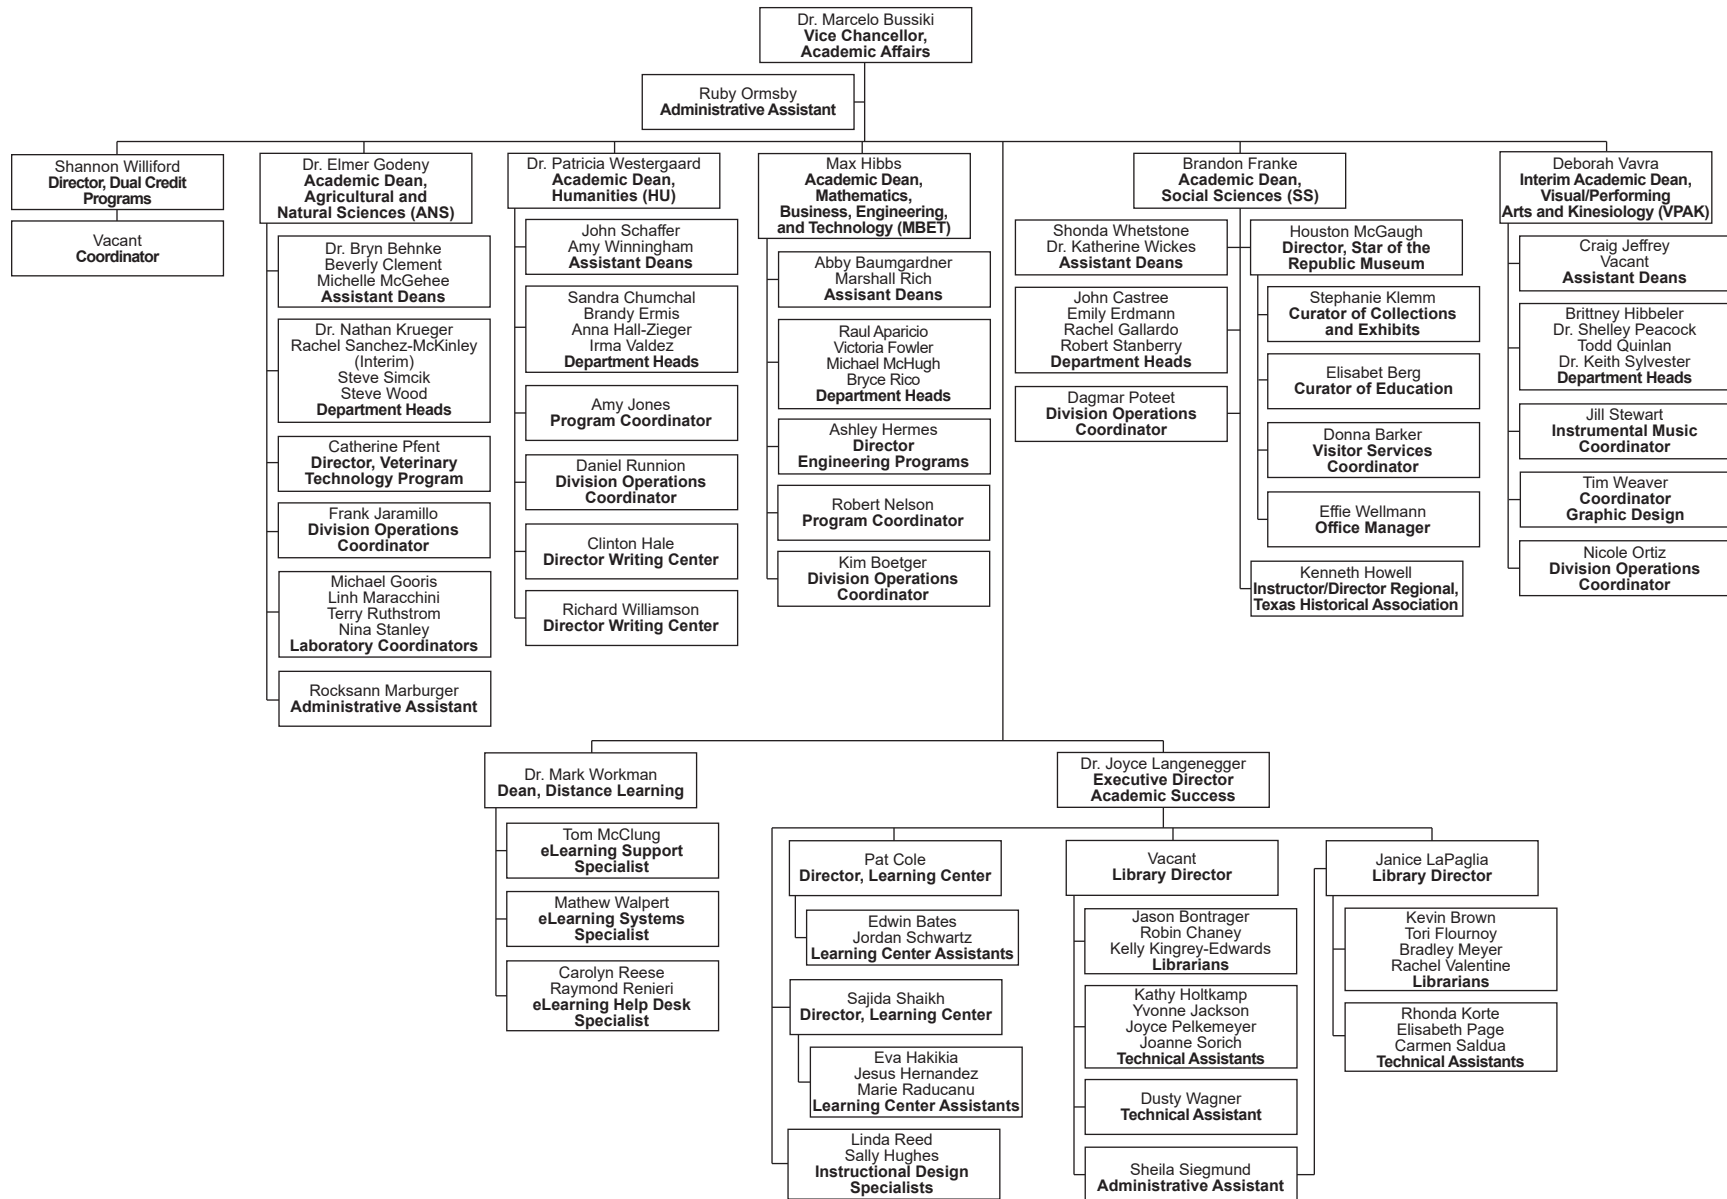 Dr. Marcelo Bussiki
Vice Chancellor,
Academic Affairs
Ruby Ormsby
Administrative Assistant
Shannon Williford
Director, Dual Credit
Programs
Vacant
Coordinator
Dr. Elmer Godeny
Academic Dean,
Agricultural and
Natural Sciences (ANS)
Dr. Bryn Behnke
Beverly Clement
Michelle McGehee
Assistant Deans
Dr. Nathan Krueger
Rachel Sanchez-McKinley
(Interim)
Steve Simcik
Steve Wood
Department Heads
Catherine Pfent
Director, Veterinary
Technology Program
Frank Jaramillo
Division Operations
Coordinator
Michael Gooris
Linh Maracchini
Terry Ruthstrom
Nina Stanley
Laboratory Coordinators
Rocksann Marburger
Administrative Assistant
Dr. Patricia Westergaard
Academic Dean,
Humanities (HU)
John Schaffer
Amy Winningham
Assistant Deans
Sandra Chumchal
Brandy Ermis
Anna Hall-Zieger
Irma Valdez
Department Heads
Amy Jones
Program Coordinator
Daniel Runnion
Division Operations
Coordinator
Clinton Hale
Director Writing Center
Richard Williamson
Director Writing Center
Max Hibbs
Academic Dean,
Mathematics,
Business, Engineering,
and Technology (MBET)
Abby Baumgardner
Marshall Rich
Assisant Deans
Raul Aparicio
Victoria Fowler
Michael McHugh
Bryce Rico
Department Heads
Ashley Hermes
Director
Engineering Programs
Robert Nelson
Program Coordinator
Kim Boetger
Division Operations
Coordinator
Brandon Franke
Academic Dean,
Social Sciences (SS)
Shonda Whetstone
Dr. Katherine Wickes
Assistant Deans
John Castree
Emily Erdmann
Rachel Gallardo
Robert Stanberry
Department Heads
Dagmar Poteet
Division Operations
Coordinator
Houston McGaugh
Director, Star of the
Republic Museum
Stephanie Klemm
Curator of Collections
and Exhibits
Elisabet Berg
Curator of Education
Donna Barker
Visitor Services
Coordinator
Effie Wellmann
Office Manager
Kenneth Howell
Instructor/Director Regional,
Texas Historical Association
Deborah Vavra
Interim Academic Dean,
Visual/Performing
Arts and Kinesiology (VPAK)
Craig Jeffrey
Vacant
Assistant Deans
Brittney Hibbeler
Dr. Shelley Peacock
Todd Quinlan
Dr. Keith Sylvester
Department Heads
Jill Stewart
Instrumental Music
Coordinator
Tim Weaver
Coordinator
Graphic Design
Nicole Ortiz
Division Operations
Coordinator
Dr. Mark Workman
Dean, Distance Learning
Tom McClung
eLearning Support
Specialist
Mathew Walpert
eLearning Systems
Specialist
Carolyn Reese
Raymond Renieri
eLearning Help Desk
Specialist
Dr. Joyce Langenegger
Executive Director
Academic Success
Pat Cole
Director, Learning Center
Edwin Bates
Jordan Schwartz
Learning Center Assistants
Sajida Shaikh
Director, Learning Center
Eva Hakikia
Jesus Hernandez
Marie Raducanu
Learning Center Assistants
Linda Reed
Sally Hughes
Instructional Design
Specialists
Vacant
Library Director
Jason Bontrager
Robin Chaney
Kelly Kingrey-Edwards
Librarians
Kathy Holtkamp
Yvonne Jackson
Joyce Pelkemeyer
Joanne Sorich
Technical Assistants
Dusty Wagner
Technical Assistant
Sheila Siegmund
Administrative Assistant
Janice LaPaglia
Library Director
Kevin Brown
Tori Flournoy
Bradley Meyer
Rachel Valentine
Librarians
Rhonda Korte
Elisabeth Page
Carmen Saldua
Technical Assistants